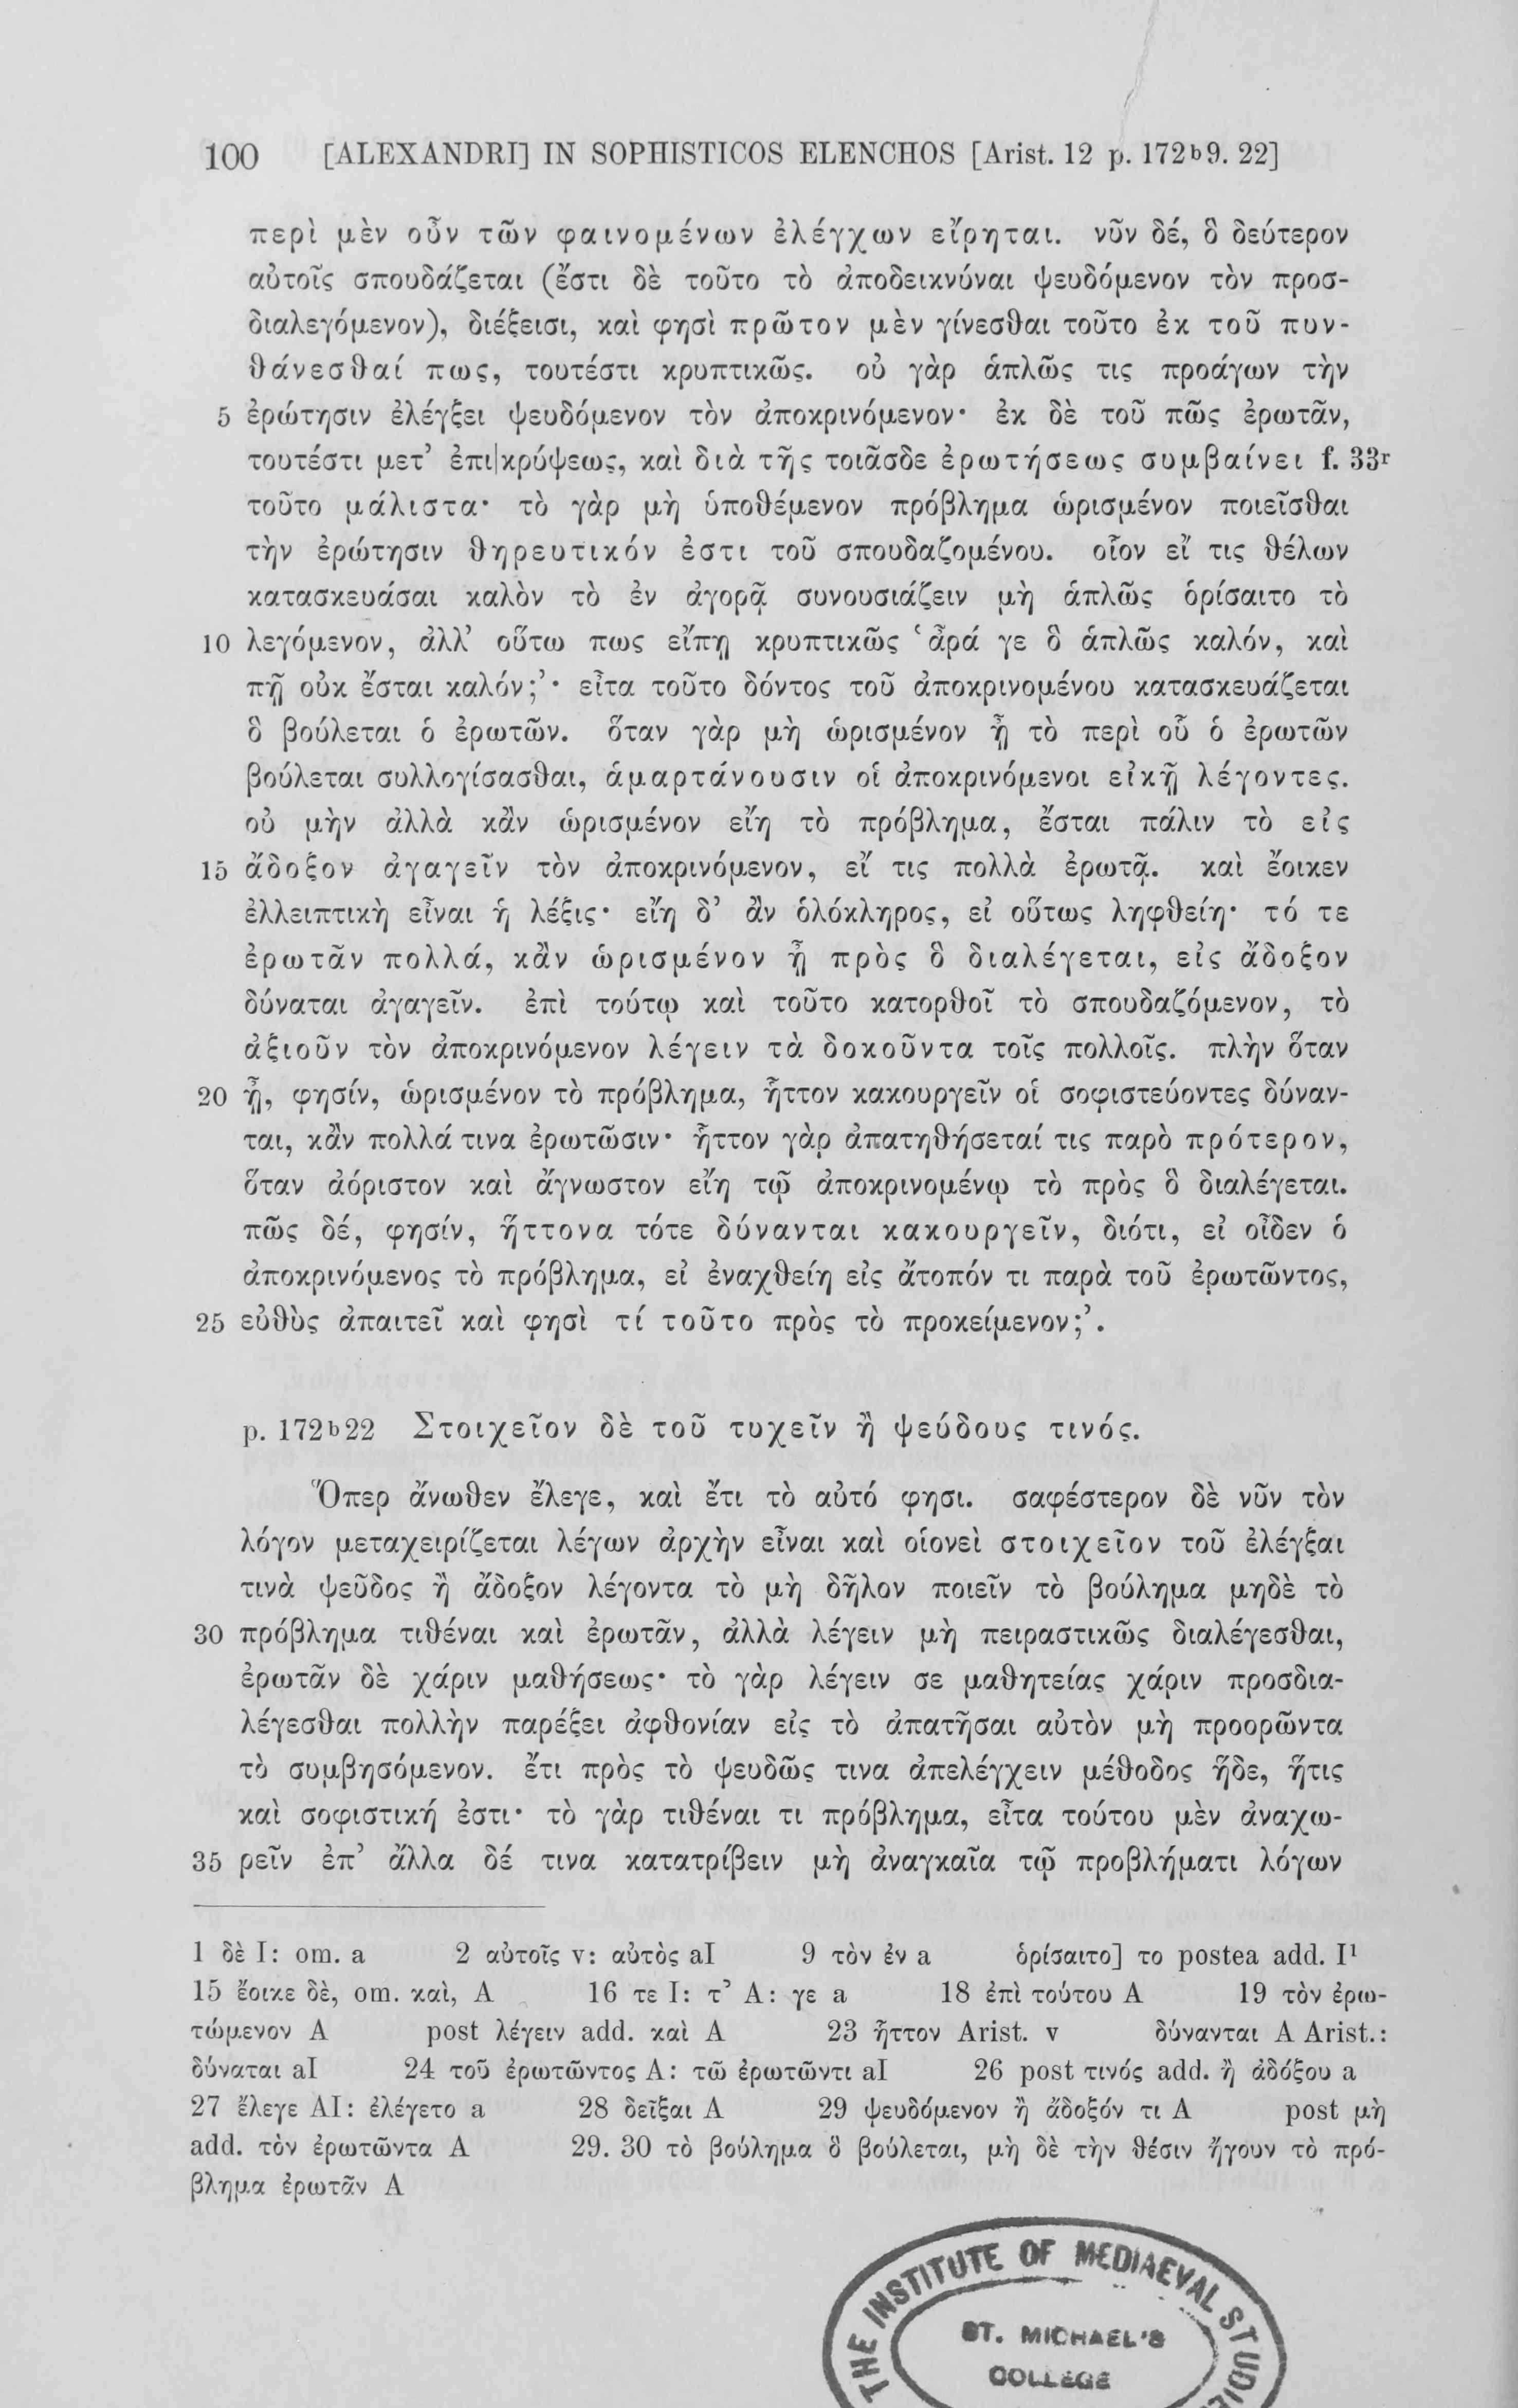 100 [ALEXANDRI] IN SOPHISTICOS ELENCHOS [Arist. 12 p. 172ᵇ9. 22]
περὶ μὲν οὖν τῶν φαινομένων ἐλέγχων εἴρηται. νῦν δέ, ὃ δεύτερον
αὐτοῖς σπουδάζεται (ἔστι δὲ τοῦτο τὸ ἀποδεικνύναι ψευδόμενον τὸν προσ-
διαλεγόμενον), διέξεισι, καὶ φησὶ πρῶτον μὲν γίνεσθαι τοῦτο ἐκ τοῦ πυν-
θάνεσθαί πως, τουτέστι κρυπτικῶς. οὐ γὰρ ἁπλῶς τις προάγων τὴν
5 ἐρώτησιν ἐλέγξει ψευδόμενον τὸν ἀποκρινόμενον· ἐκ δὲ τοῦ πῶς ἐρωτᾶν,
τουτέστι μετ’ ἐπι|κρύψεως, καὶ διὰ τῆς τοιᾶσδε ἐρωτήσεως συμβαίνει f. 33ʳ
τοῦτο μάλιστα· τὸ γὰρ μὴ ὑποθέμενον πρόβλημα ὡρισμένον ποιεῖσθαι
τὴν ἐρώτησιν θηρευτικόν ἐστι τοῦ σπουδαζομένου. οἷον εἴ τις θέλων
κατασκευάσαι καλὸν τὸ ἐν ἀγορᾷ συνουσιάζειν μὴ ἁπλῶς ὁρίσαιτο τὸ
10 λεγόμενον, ἀλλ’ οὕτω πως εἴπῃ κρυπτικῶς ‘ἆρά γε ὃ ἁπλῶς καλόν, καὶ
πῇ οὐκ ἔσται καλόν;’· εἶτα τοῦτο δόντος τοῦ ἀποκρινομένου κατασκευάζεται
ὃ βούλεται ὁ ἐρωτῶν. ὅταν γὰρ μὴ ὡρισμένον ᾖ τὸ περὶ οὗ ὁ ἐρωτῶν
βούλεται συλλογίσασθαι, ἁμαρτάνουσιν οἱ ἀποκρινόμενοι εἰκῇ λέγοντες.
οὐ μὴν ἀλλὰ κἂν ὡρισμένον εἴη τὸ πρόβλημα, ἔσται πάλιν τὸ εἰς
15 ἄδοξον ἀγαγεῖν τὸν ἀποκρινόμενον, εἴ τις πολλὰ ἐρωτᾷ. καὶ ἔοικεν
ἐλλειπτικὴ εἶναι ἡ λέξις· εἴη δ’ ἂν ὁλόκληρος, εἰ οὕτως ληφθείη· τό τε
ἐρωτᾶν πολλά, κἂν ὡρισμένον ᾖ πρὸς ὃ διαλέγεται, εἰς ἄδοξον
δύναται ἀγαγεῖν. ἐπὶ τούτῳ καὶ τοῦτο κατορθοῖ τὸ σπουδαζόμενον, τὸ
ἀξιοῦν τὸν ἀποκρινόμενον λέγειν τὰ δοκοῦντα τοῖς πολλοῖς. πλὴν ὅταν
20 ᾖ, φησίν, ὡρισμένον τὸ πρόβλημα, ἧττον κακουργεῖν οἱ σοφιστεύοντες δύναν-
ται, κἂν πολλά τινα ἐρωτῶσιν· ἧττον γὰρ ἀπατηθήσεταί τις παρὸ πρότερον,
ὅταν ἀόριστον καὶ ἄγνωστον εἴη τῷ ἀποκρινομένῳ τὸ πρὸς ὃ διαλέγεται.
πῶς δέ, φησίν, ἥττονα τότε δύνανται κακουργεῖν, διότι, εἰ οἶδεν ὁ
ἀποκρινόμενος τὸ πρόβλημα, εἰ ἐναχθείη εἰς ἄτοπόν τι παρὰ τοῦ ἐρωτῶντος,
25 εὐθὺς ἀπαιτεῖ καὶ φησὶ τί τοῦτο πρὸς τὸ προκείμενον;’.
p. 172ᵇ22 Στοιχεῖον δὲ τοῦ τυχεῖν ἢ ψεύδους τινός.
Ὅπερ ἄνωθεν ἔλεγε, καὶ ἔτι τὸ αὐτό φησι. σαφέστερον δὲ νῦν τὸν
λόγον μεταχειρίζεται λέγων ἀρχὴν εἶναι καὶ οἱονεὶ στοιχεῖον τοῦ ἐλέγξαι
τινὰ ψεῦδος ἢ ἄδοξον λέγοντα τὸ μὴ δῆλον ποιεῖν τὸ βούλημα μηδὲ τὸ
30 πρόβλημα τιθέναι καὶ ἐρωτᾶν, ἀλλὰ λέγειν μὴ πειραστικῶς διαλέγεσθαι,
ἐρωτᾶν δὲ χάριν μαθήσεως· τὸ γὰρ λέγειν σε μαθητείας χάριν προσδια-
λέγεσθαι πολλὴν παρέξει ἀφθονίαν εἰς τὸ ἀπατῆσαι αὐτὸν μὴ προορῶντα
τὸ συμβησόμενον. ἔτι πρὸς τὸ ψευδῶς τινα ἀπελέγχειν μέθοδος ἥδε, ἥτις
καὶ σοφιστική ἐστι· τὸ γὰρ τιθέναι τι πρόβλημα, εἶτα τούτου μὲν ἀναχω-
35 ρεῖν ἐπ’ ἄλλα δέ τινα κατατρίβειν μὴ ἀναγκαῖα τῷ προβλήματι λόγων
1 δὲ I: om. a 2 αὐτοῖς v: αὐτὸς aI 9 τὸν ἐν a ὁρίσαιτο] το postea add. I¹
15 ἔοικε δὲ, om. καὶ, A 16 τε I: τ’ A: γε a 18 ἐπὶ τούτου A 19 τὸν ἐρω-
τώμενον A post λέγειν add. καὶ A 23 ἧττον Arist. v δύνανται A Arist.:
δύναται aI 24 τοῦ ἐρωτῶντος A: τῶ ἐρωτῶντι aI 26 post τινός add. ἢ ἀδόξου a
27 ἔλεγε AI: ἐλέγετο a 28 δεῖξαι A 29 ψευδόμενον ἢ ἄδοξόν τι A post μὴ
add. τὸν ἐρωτῶντα A 29. 30 τὸ βούλημα ὃ βούλεται, μὴ δὲ τὴν θέσιν ἤγουν τὸ πρό-
βλημα ἐρωτᾶν A
THE INSTITUTE OF MEDIAEVAL STUDIES
ST. MICHAEL'S
COLLEGE